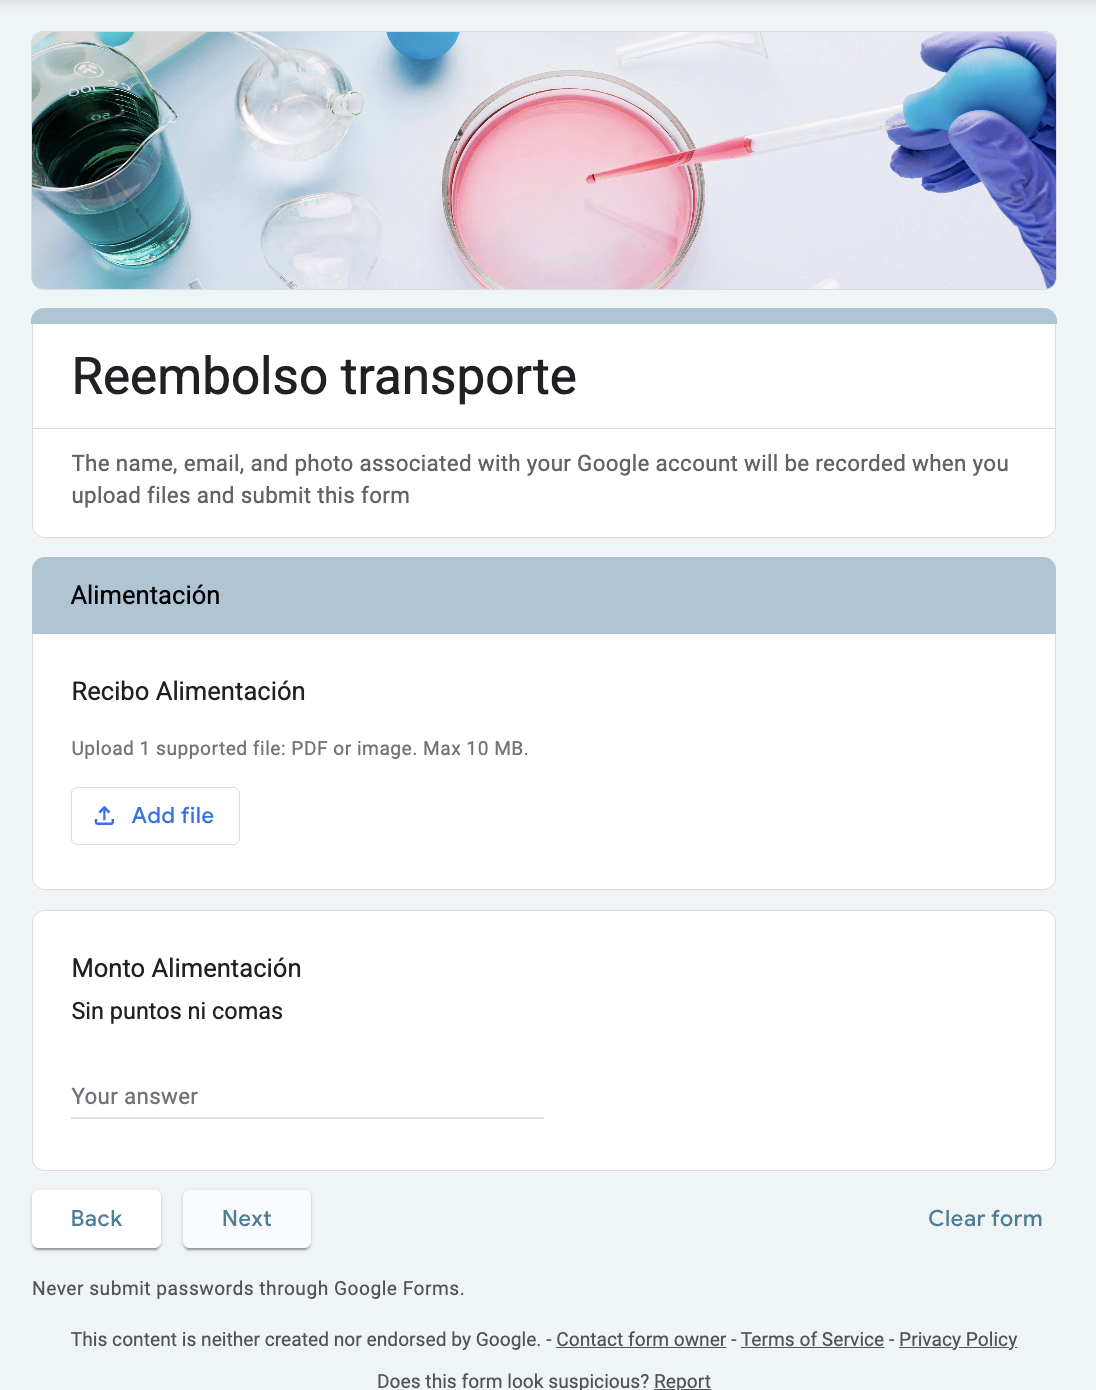 Reembolso transporte
The name, email, and photo associated with your Google account will be recorded when you
upload files and submit this form
Alimentación
Recibo Alimentación
Upload 1 supported file: PDF or image. Max 10 MB.
Add file
Monto Alimentación
Sin puntos ni comas
Your answer
Back Next Clear form
Never submit passwords through Google Forms.
This content is neither created nor endorsed by Google. - Contact form owner - Terms of Service - Privacy Policy
Does this form look suspicious? Report